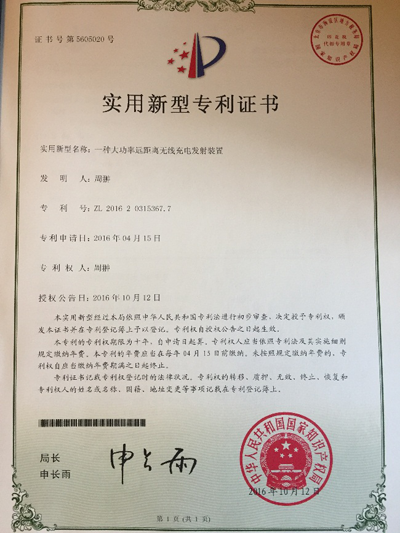 证书号第5605020号
实用新型专利证书
实用新型名称：一种大功率远距离无线充电发射装置
发 明 人：周翀
专 利 号：ZL 2016 2 0315367.7
专利申请日：2016年04月15日
专 利 权 人：周翀
授权公告日：2016年10月12日
本实用新型经过本局依照中华人民共和国专利法进行初步审查，决定授予专利权，颁
发本证书并在专利登记簿上予以登记。专利权自授权公告之日起生效。
本专利的专利权期限为十年，自申请日起算。专利权人应当依照专利法及其实施细则
规定缴纳年费。本专利的年费应当在每年04月15日前缴纳。未按照规定缴纳年费的，专利
权自应当缴纳年费期满之日起终止。
专利证书记载专利权登记时的法律状况。专利权的转移、质押、无效、终止、恢复和
专利权人的姓名或名称、国籍、地址变更等事项记载在专利登记簿上。
局长
申长雨
申长雨
中华人民共和国国家知识产权局
2016年10月12日
第 1 页（共 1 页）